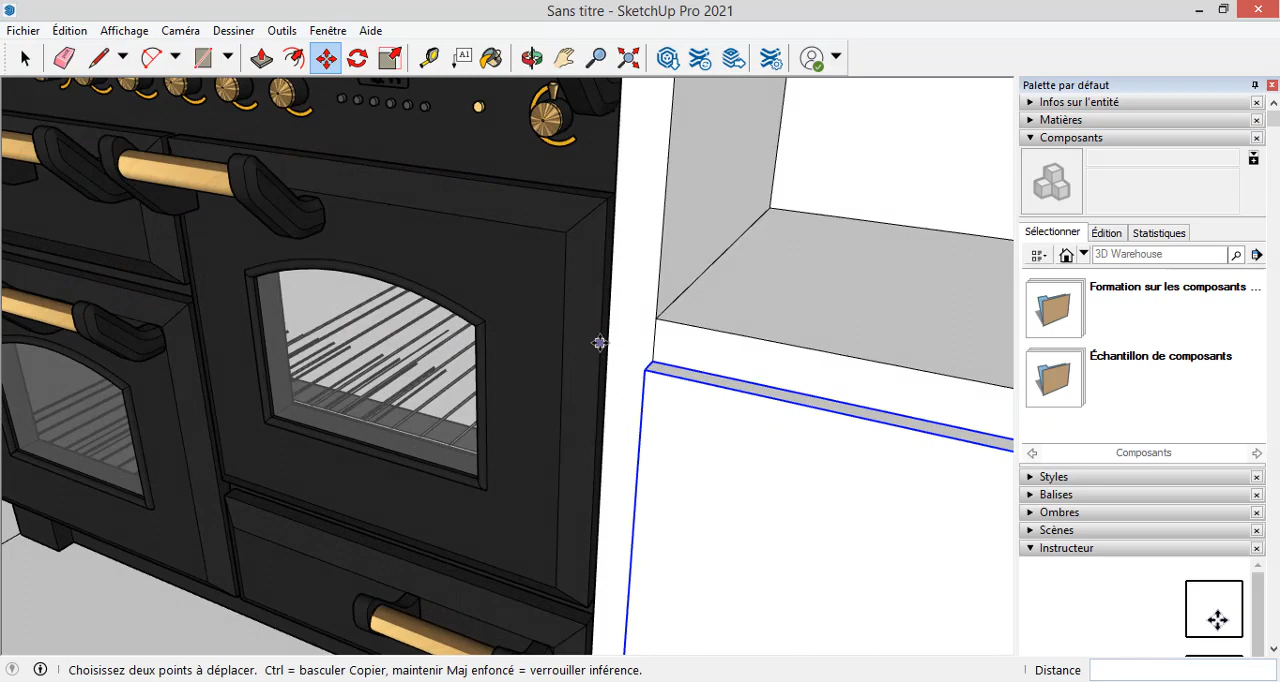 Sans titre - SketchUp Pro 2021
Fichier Édition Affichage Caméra Dessiner Outils Fenêtre Aide
A1
Palette par défaut
Infos sur l'entité
Matières
Composants
Sélectionner Édition Statistiques
3D Warehouse
Formation sur les composants ...
Échantillon de composants
Composants
Styles
Balises
Ombres
Scènes
Instructeur
Choisissez deux points à déplacer. Ctrl = basculer Copier, maintenir Maj enfoncé = verrouiller inférence.
Distance